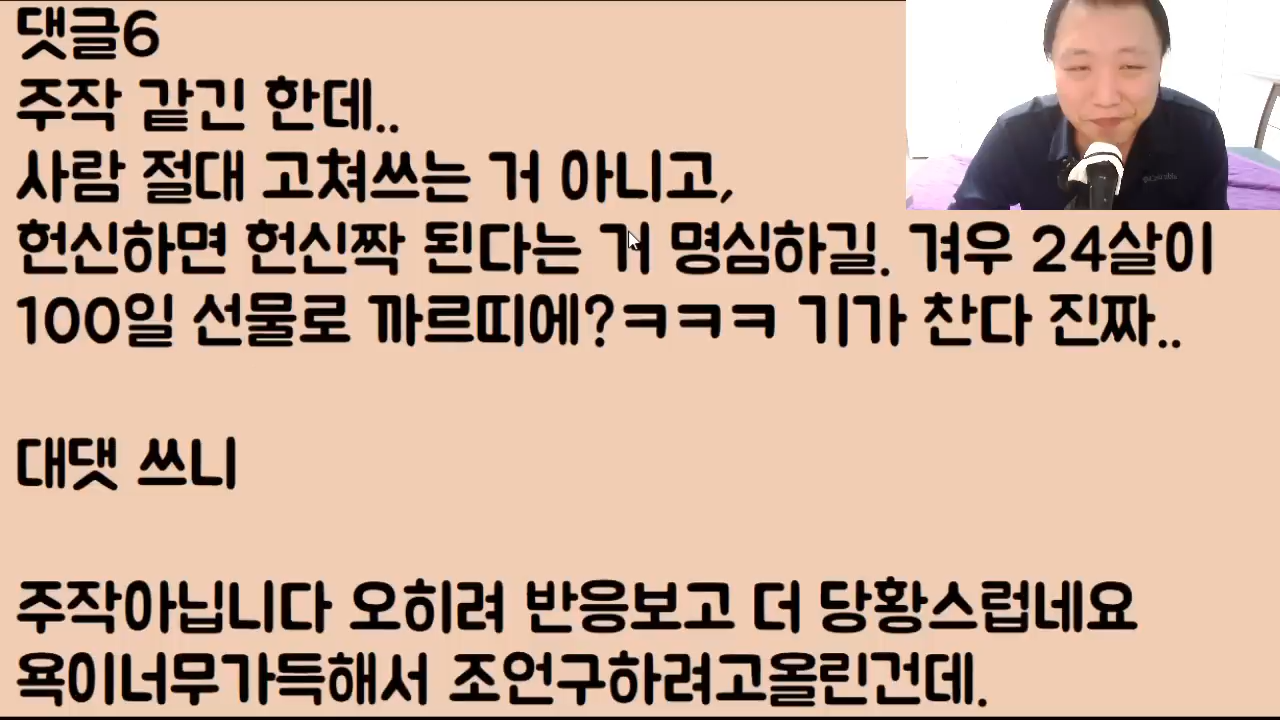 댓글6
주작 같긴 한데..
사람 절대 고쳐쓰는 거 아니고,
헌신하면 헌신짝 된다는 거 명심하길. 겨우 24살이
100일 선물로 까르띠에?ㅋㅋㅋ 기가 찬다 진짜..
대댓 쓰니
주작아닙니다 오히려 반응보고 더 당황스럽네요
욕이너무가득해서 조언구하려고올린건데.